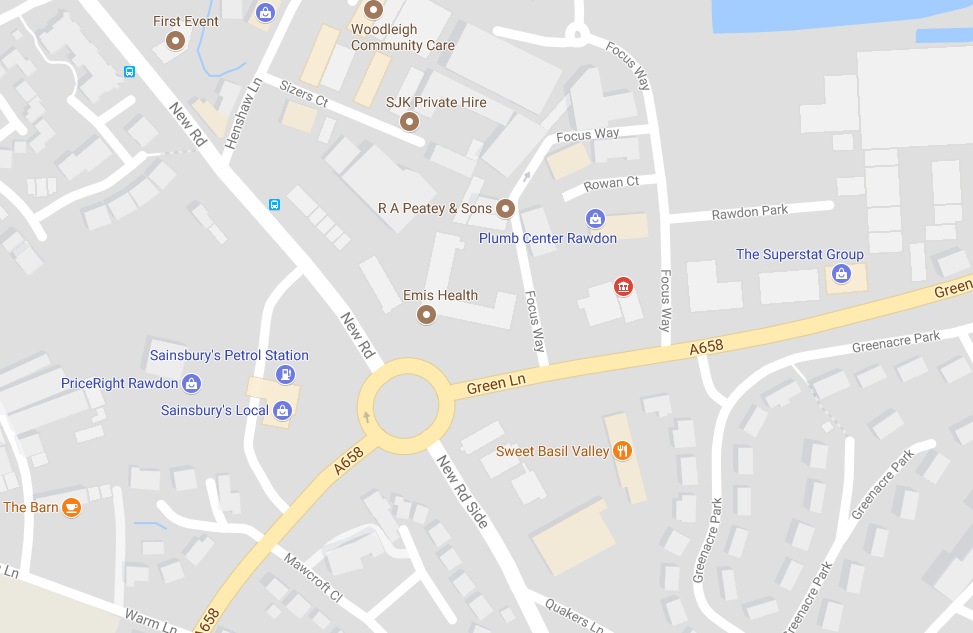 First Event
Woodleigh
Community Care
Focus Way
Sizers Ct
Henshaw Ln
New Rd
SJK Private Hire
Focus Way
Rowan Ct
R A Peatey & Sons
Rawdon Park
Plumb Center Rawdon
The Superstat Group
Focus Way
Focus Way
Green
Emis Health
New Rd
A658
Greenacre Park
Sainsbury's Petrol Station
PriceRight Rawdon
Green Ln
Sainsbury's Local
A658
Sweet Basil Valley
New Rd Side
Greenacre Park
The Barn
Greenacre Park
Ln
Mawcroft Cl
Greenacre Park
Warm Ln
A658
Quakers Ln